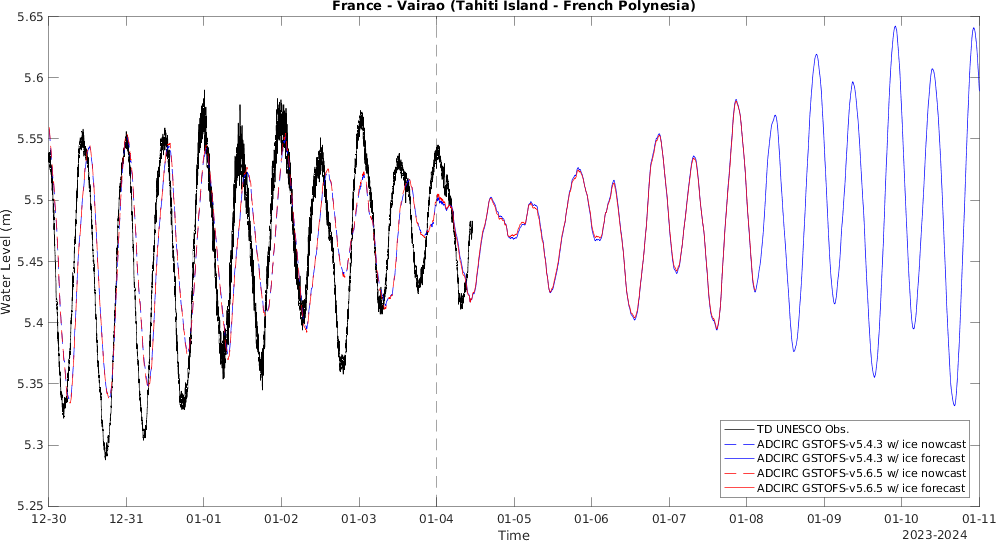 France - Vairao (Tahiti Island - French Polynesia)
5.65
5.6
5.55
5.5
5.45
5.4
5.35
5.3
5.25
Water Level (m)
TD UNESCO Obs.
ADCIRC GSTOFS-v5.4.3 w/ ice nowcast
ADCIRC GSTOFS-v5.4.3 w/ ice forecast
ADCIRC GSTOFS-v5.6.5 w/ ice nowcast
ADCIRC GSTOFS-v5.6.5 w/ ice forecast
12-30 12-31 01-01 01-02 01-03 01-04 01-05 01-06 01-07 01-08 01-09 01-10 01-11
Time
2023-2024